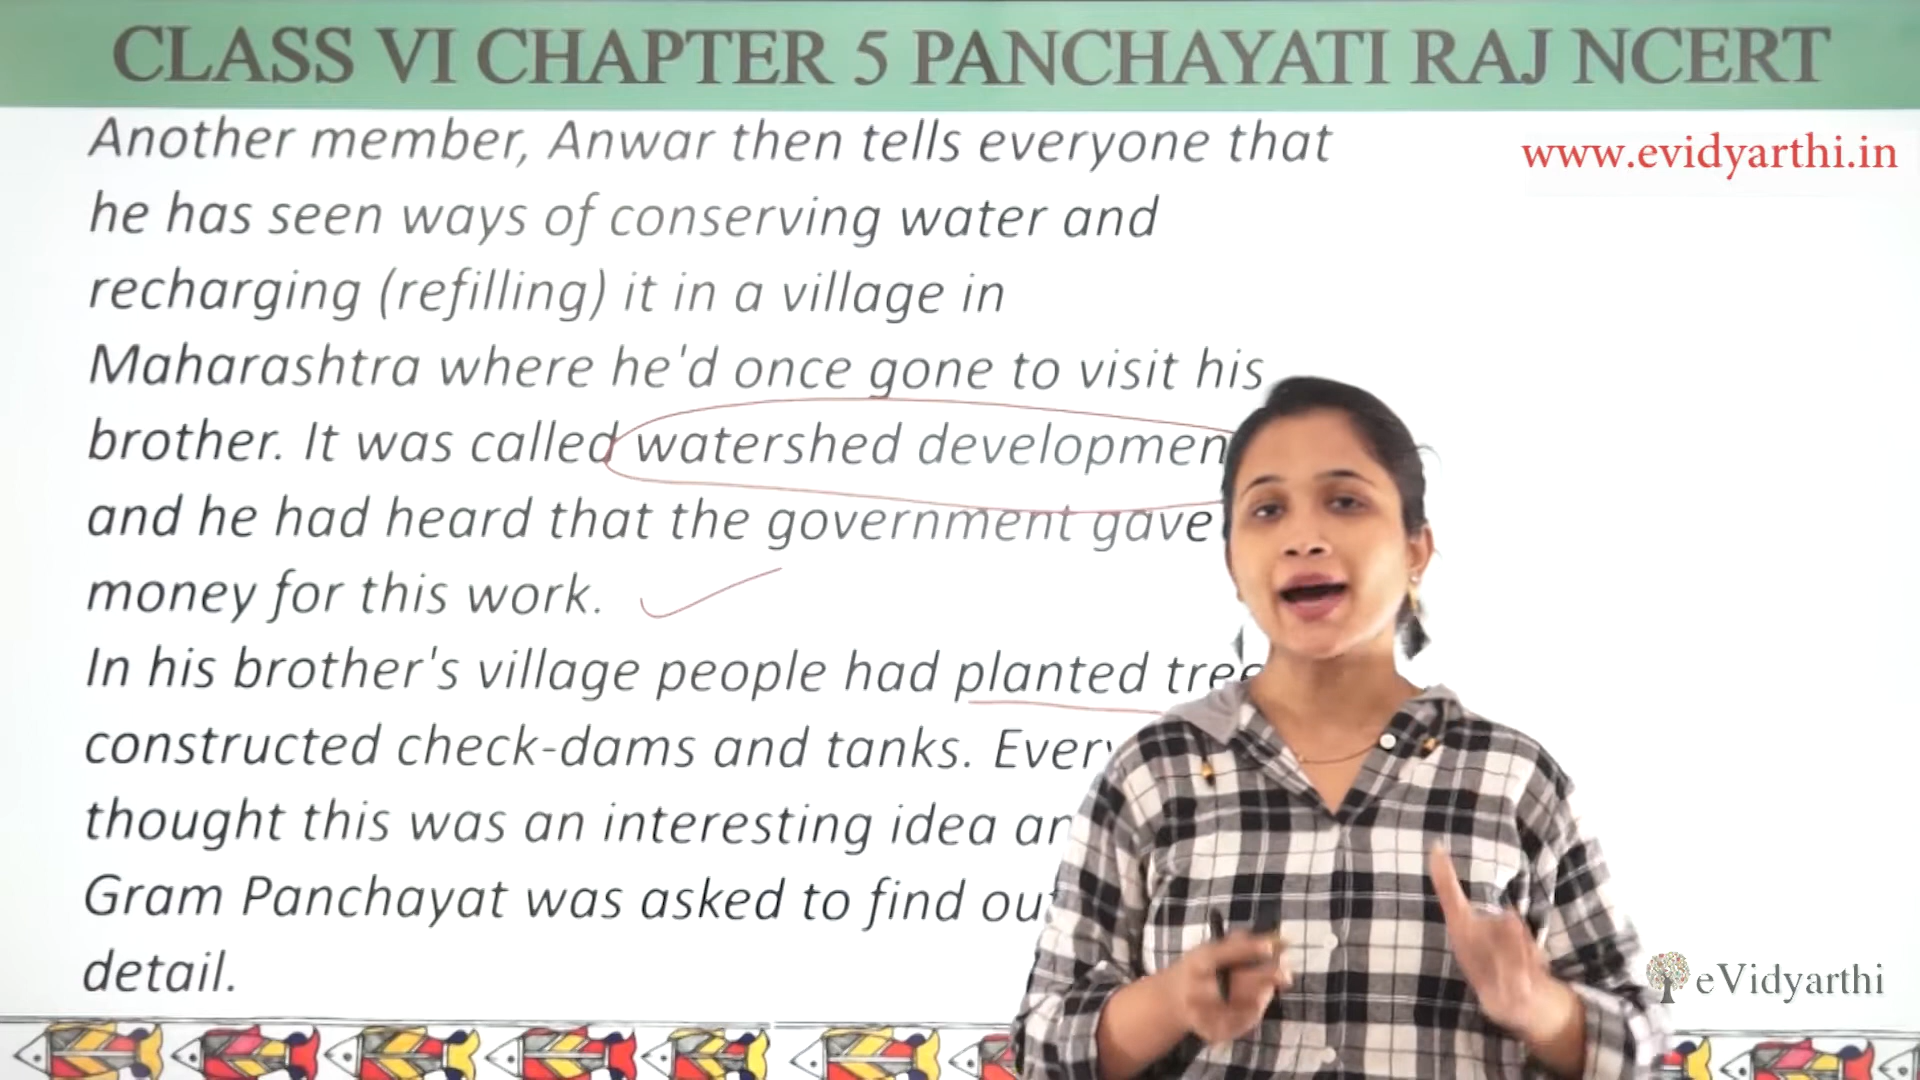 CLASS VI CHAPTER 5 PANCHAYATI RAJ NCERT
www.evidyarthi.in
Another member, Anwar then tells everyone that
he has seen ways of conserving water and
recharging (refilling) it in a village in
Maharashtra where he'd once gone to visit his
brother. It was called watershed developmen
and he had heard that the government gave
money for this work.
In his brother's village people had planted tree
constructed check-dams and tanks. Every
thought this was an interesting idea an
Gram Panchayat was asked to find out
detail.
eVidyarthi